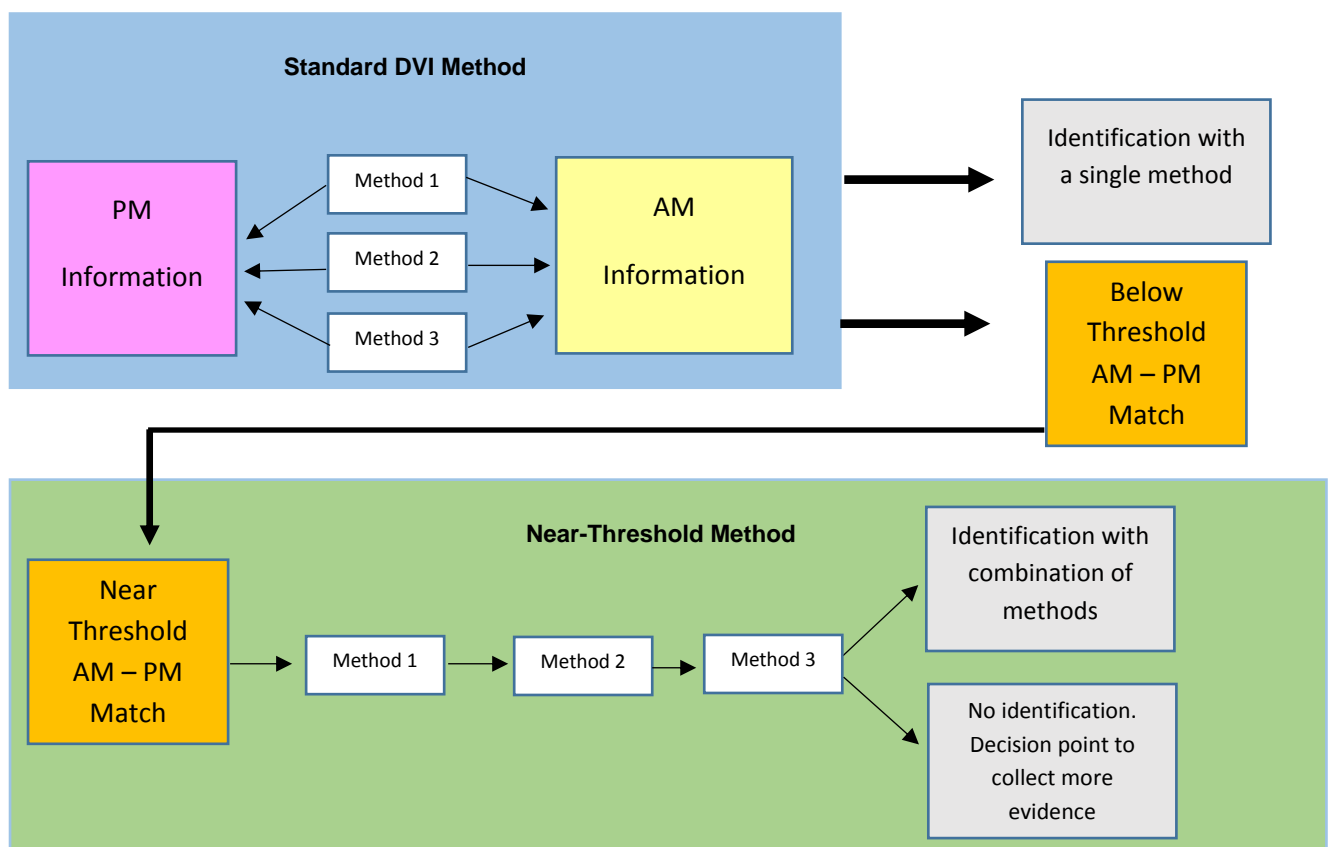 Standard DVI Method
PM
Information
Method 1
Method 2
Method 3
AM
Information
Identification with
a single method
Below
Threshold
AM – PM
Match
Near-Threshold Method
Near
Threshold
AM – PM
Match
Method 1
Method 2
Method 3
Identification with
combination of
methods
No identification.
Decision point to
collect more
evidence